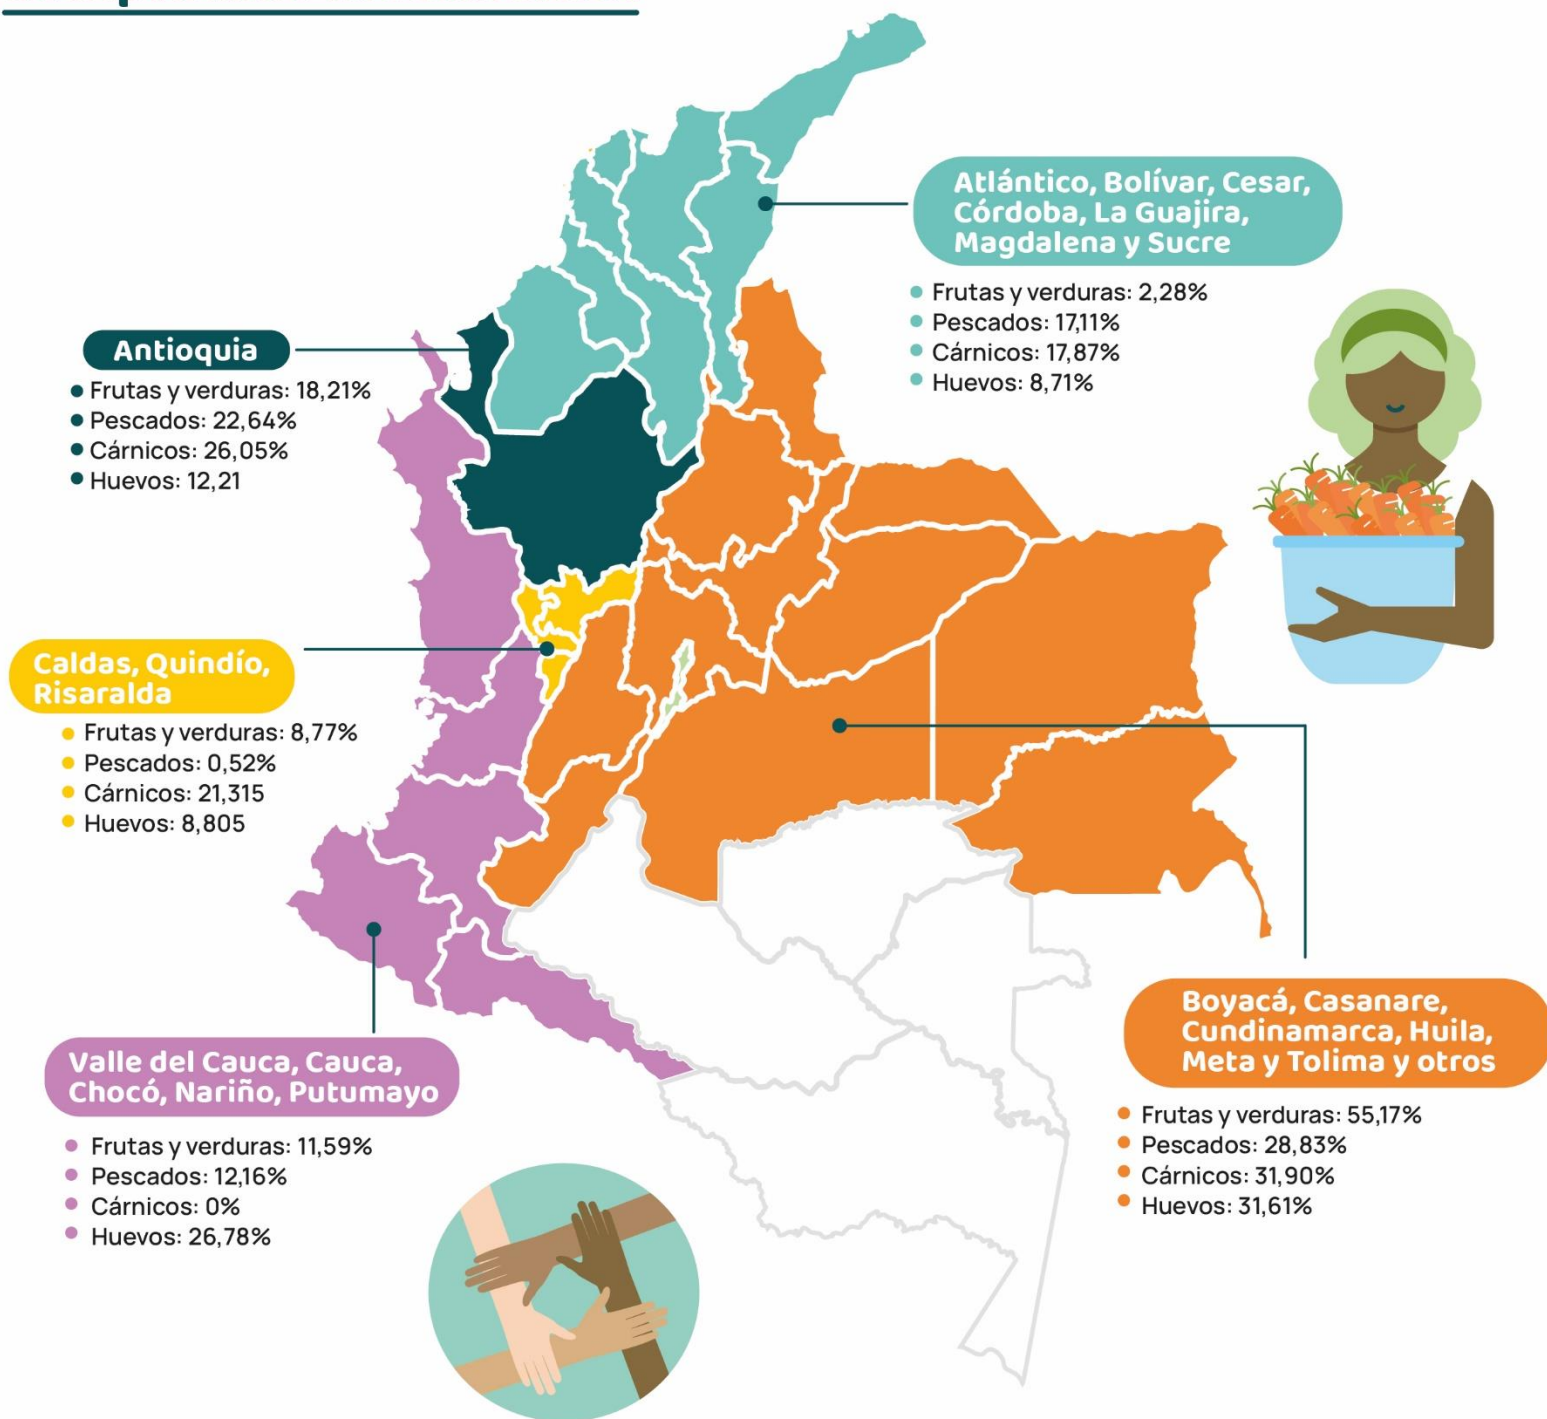 Atlántico, Bolívar, Cesar,
Córdoba, La Guajira,
Magdalena y Sucre
Frutas y verduras: 2,28%
Pescados: 17,11%
Cárnicos: 17,87%
Huevos: 8,71%
Antioquia
Frutas y verduras: 18,21%
Pescados: 22,64%
Cárnicos: 26,05%
Huevos: 12,21
Caldas, Quindío,
Risaralda
Frutas y verduras: 8,77%
Pescados: 0,52%
Cárnicos: 21,315
Huevos: 8,805
Valle del Cauca, Cauca,
Chocó, Nariño, Putumayo
Frutas y verduras: 11,59%
Pescados: 12,16%
Cárnicos: 0%
Huevos: 26,78%
Boyacá, Casanare,
Cundinamarca, Huila,
Meta y Tolima y otros
Frutas y verduras: 55,17%
Pescados: 28,83%
Cárnicos: 31,90%
Huevos: 31,61%